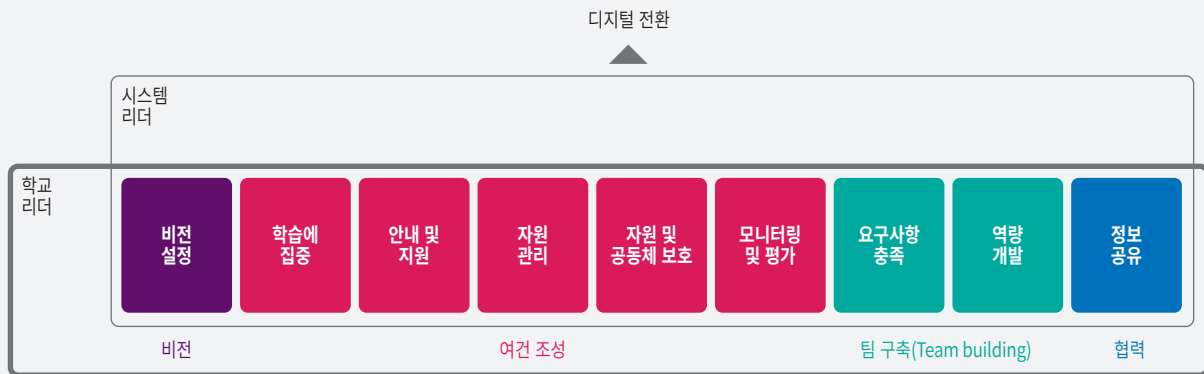 디지털 전환
시스템
리더
학교
리더
비전
설정
학습에
집중
안내 및
지원
자원
관리
자원 및
공동체 보호
모니터링
및 평가
요구사항
충족
역량
개발
정보
공유
비전
여건 조성
팀 구축(Team building)
협력